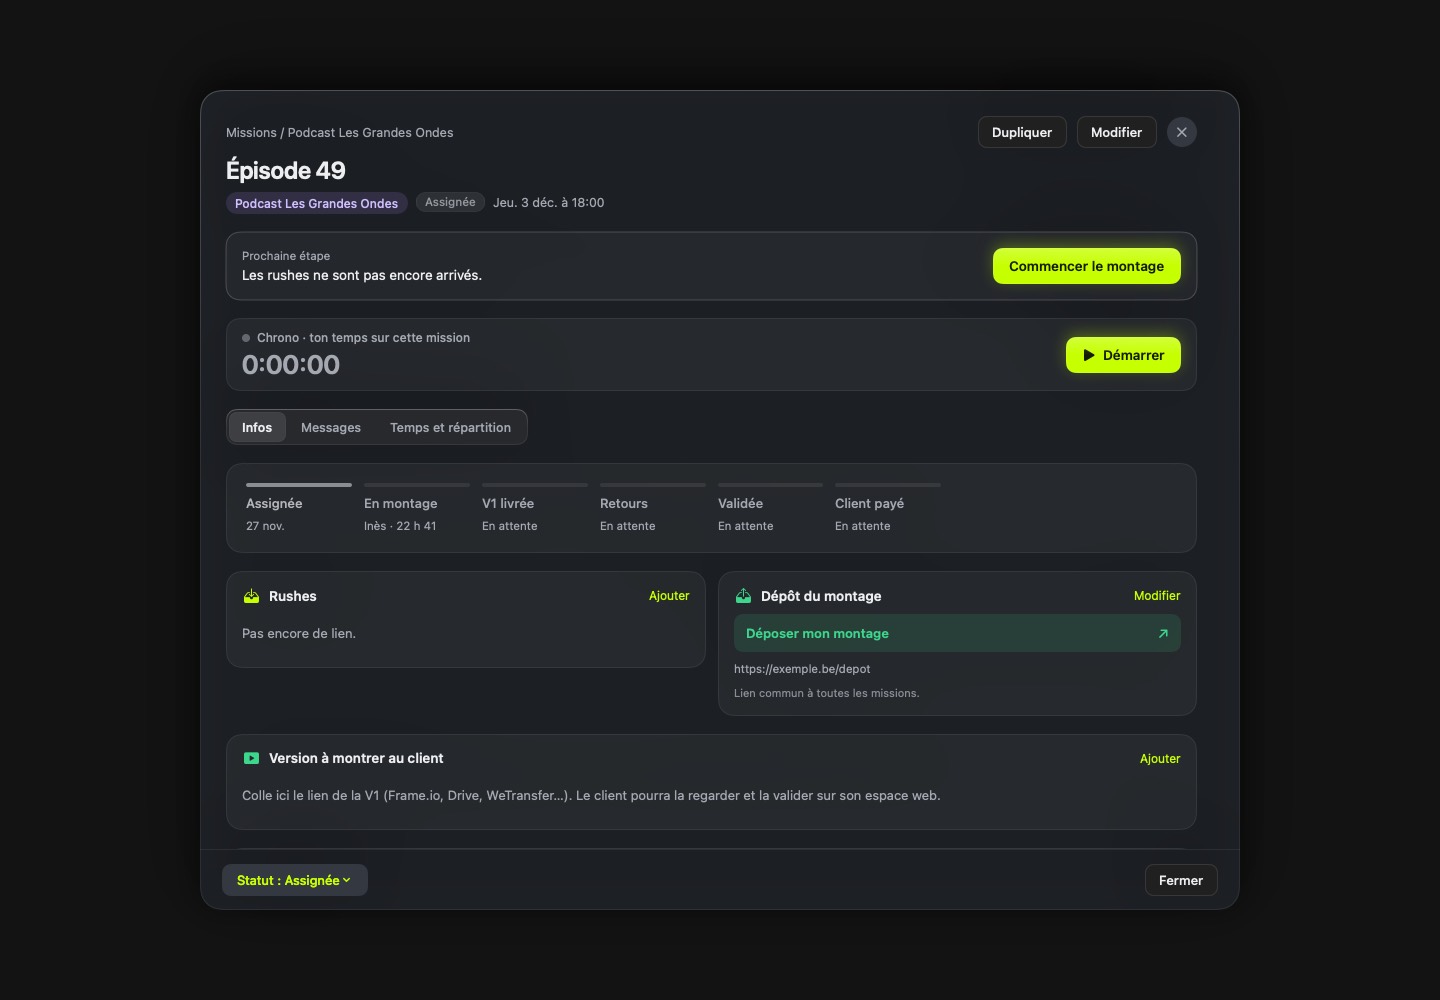 Missions / Podcast Les Grandes Ondes
Dupliquer
Modifier
Épisode 49
Podcast Les Grandes Ondes
Assignée
Jeu. 3 déc. à 18:00
Prochaine étape
Les rushes ne sont pas encore arrivés.
Commencer le montage
Chrono · ton temps sur cette mission
0:00:00
Démarrer
Infos
Messages
Temps et répartition
Assignée
27 nov.
En montage
Inès · 22 h 41
V1 livrée
En attente
Retours
En attente
Validée
En attente
Client payé
En attente
Rushes
Ajouter
Pas encore de lien.
Dépôt du montage
Modifier
Déposer mon montage
https://exemple.be/depot
Lien commun à toutes les missions.
Version à montrer au client
Ajouter
Colle ici le lien de la V1 (Frame.io, Drive, WeTransfer…). Le client pourra la regarder et la valider sur son espace web.
Statut : Assignée
Fermer